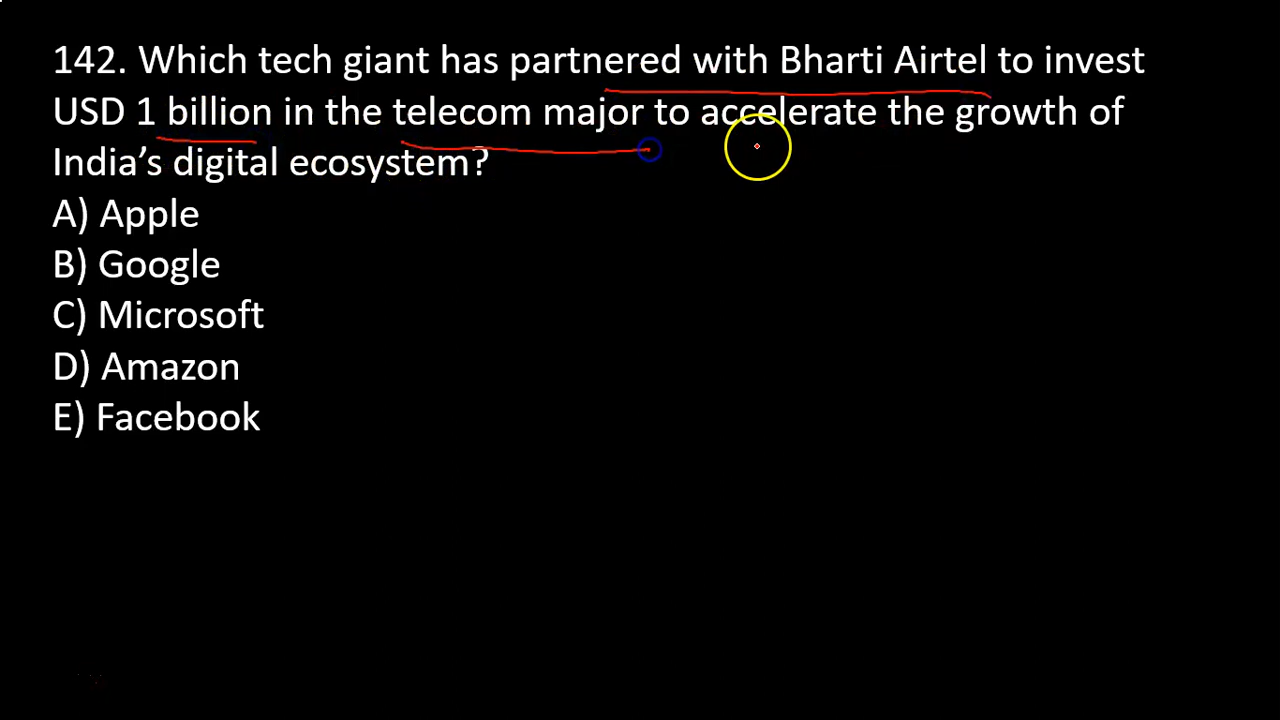 142. Which tech giant has partnered with Bharti Airtel to invest
USD 1 billion in the telecom major to accelerate the growth of
India’s digital ecosystem?
A) Apple
B) Google
C) Microsoft
D) Amazon
E) Facebook